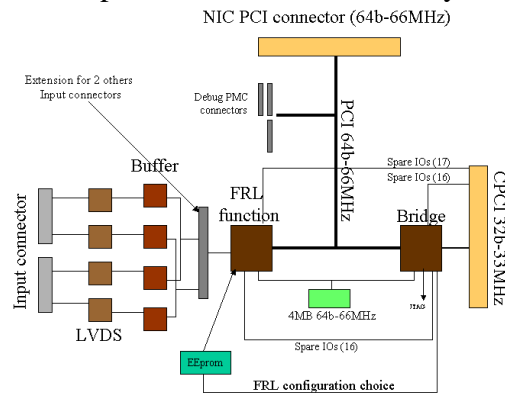 NIC PCI connector (64b-66MHz)
Extension for 2 others
Input connectors
Debug PMC
connectors
PCI 64b-66MHz
Buffer
Spare IOs (17)
Spare IOs (16)
FRL
function
Bridge
CPCI 32b-33MHz
Input connector
LVDS
4MB 64b-66MHz
JTAG
Spare IOs (16)
EEprom
FRL configuration choice